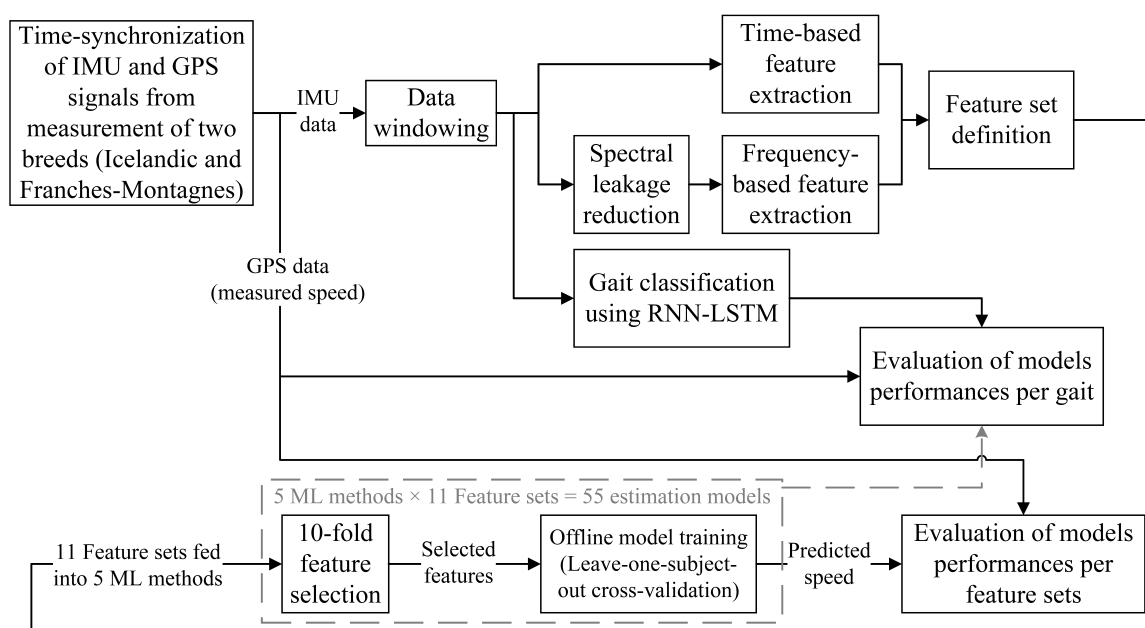 Time-synchronization
of IMU and GPS
signals from
measurement of two
breeds (Icelandic and
Franches-Montagnes)
IMU
data
Data
windowing
Time-based
feature
extraction
Spectral
leakage
reduction
Frequency-
based feature
extraction
Feature set
definition
GPS data
(measured speed)
Gait classification
using RNN-LSTM
Evaluation of models
performances per gait
5 ML methods × 11 Feature sets = 55 estimation models
11 Feature sets fed
into 5 ML methods
10-fold
feature
selection
Selected
features
Offline model training
(Leave-one-subject-
out cross-validation)
Predicted
speed
Evaluation of models
performances per
feature sets